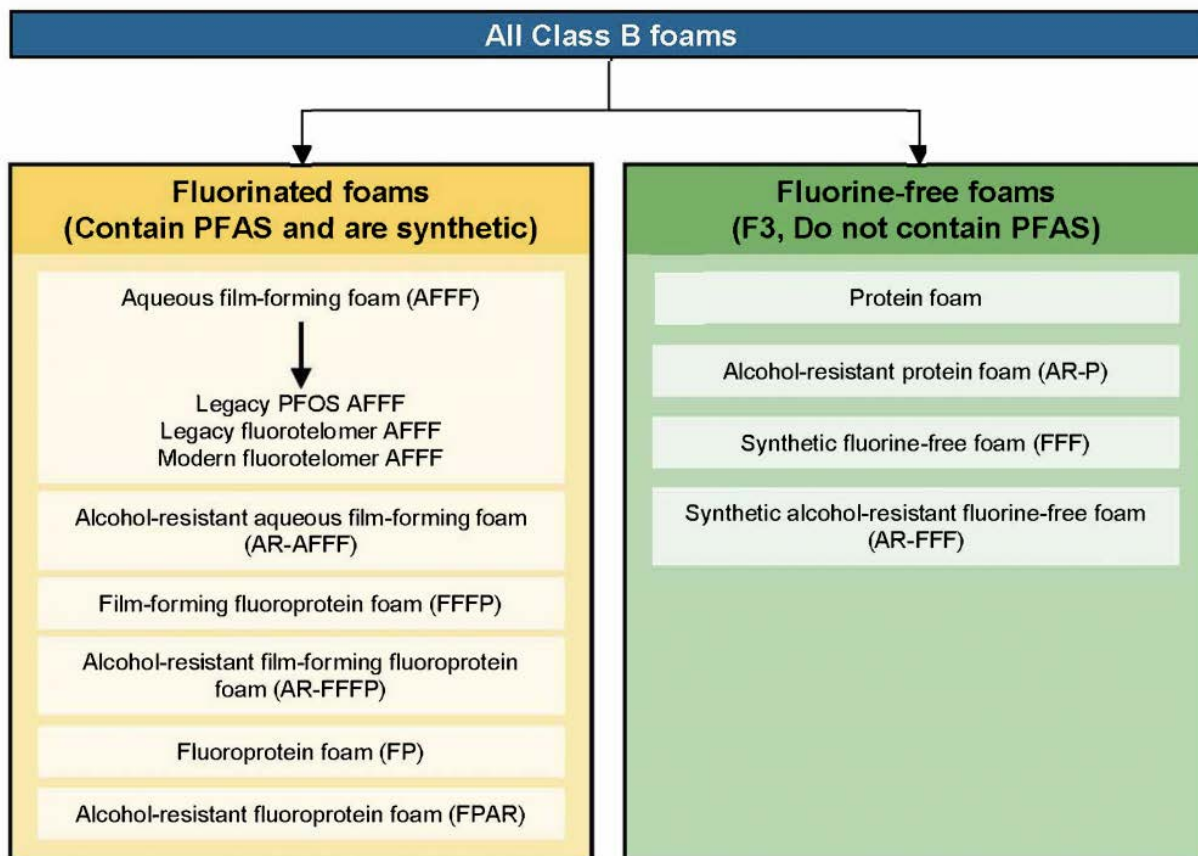 All Class B foams
Fluorinated foams
(Contain PFAS and are synthetic)
Aqueous film-forming foam (AFFF)
Legacy PFOS AFFF
Legacy fluorotelomer AFFF
Modern fluorotelomer AFFF
Alcohol-resistant aqueous film-forming foam
(AR-AFFF)
Film-forming fluoroprotein foam (FFFP)
Alcohol-resistant film-forming fluoroprotein
foam (AR-FFFP)
Fluoroprotein foam (FP)
Alcohol-resistant fluoroprotein foam (FPAR)
Fluorine-free foams
(F3, Do not contain PFAS)
Protein foam
Alcohol-resistant protein foam (AR-P)
Synthetic fluorine-free foam (FFF)
Synthetic alcohol-resistant fluorine-free foam
(AR-FFF)